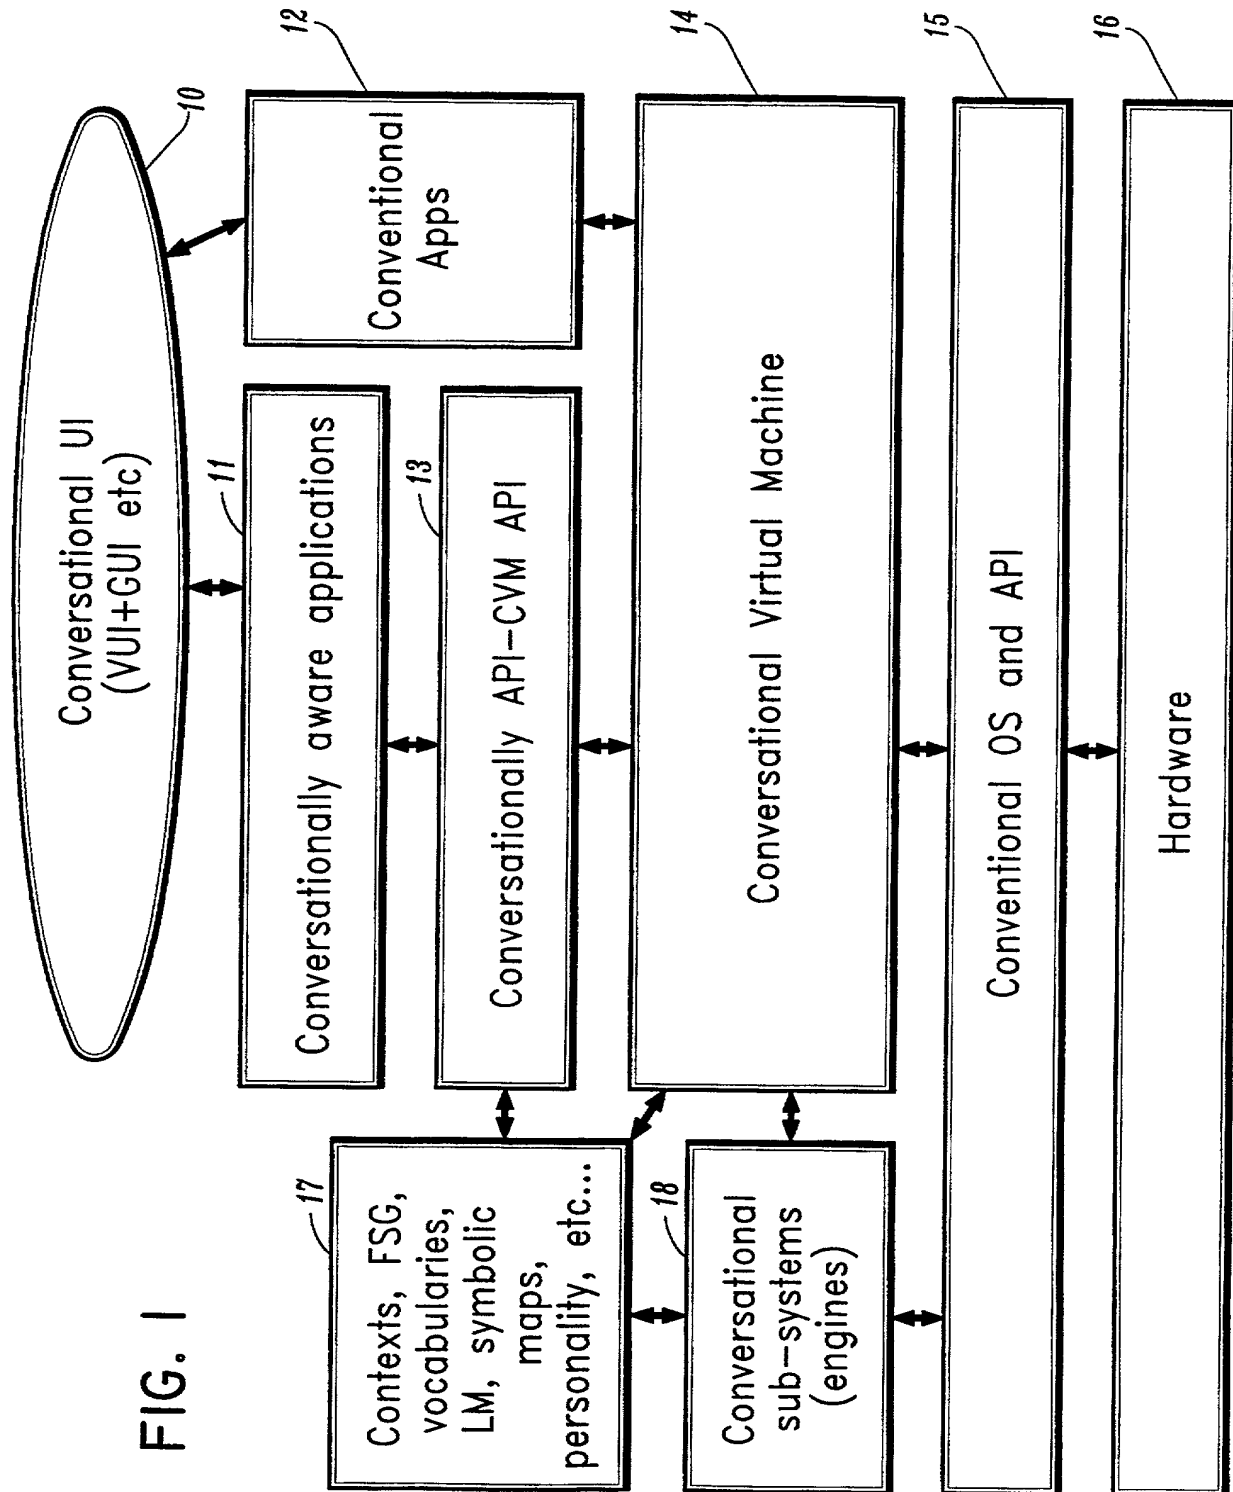 FIG. 1
Conversational UI
(VUI+GUI etc)
10
Conversationally aware applications
11
Conventional
Apps
12
Conversationally API-CVM API
13
Contexts, FSG,
vocabularies,
LM, symbolic
maps,
personality, etc...
17
Conversational Virtual Machine
14
Conversational
sub-systems
(engines)
18
Conventional OS and API
15
Hardware
16